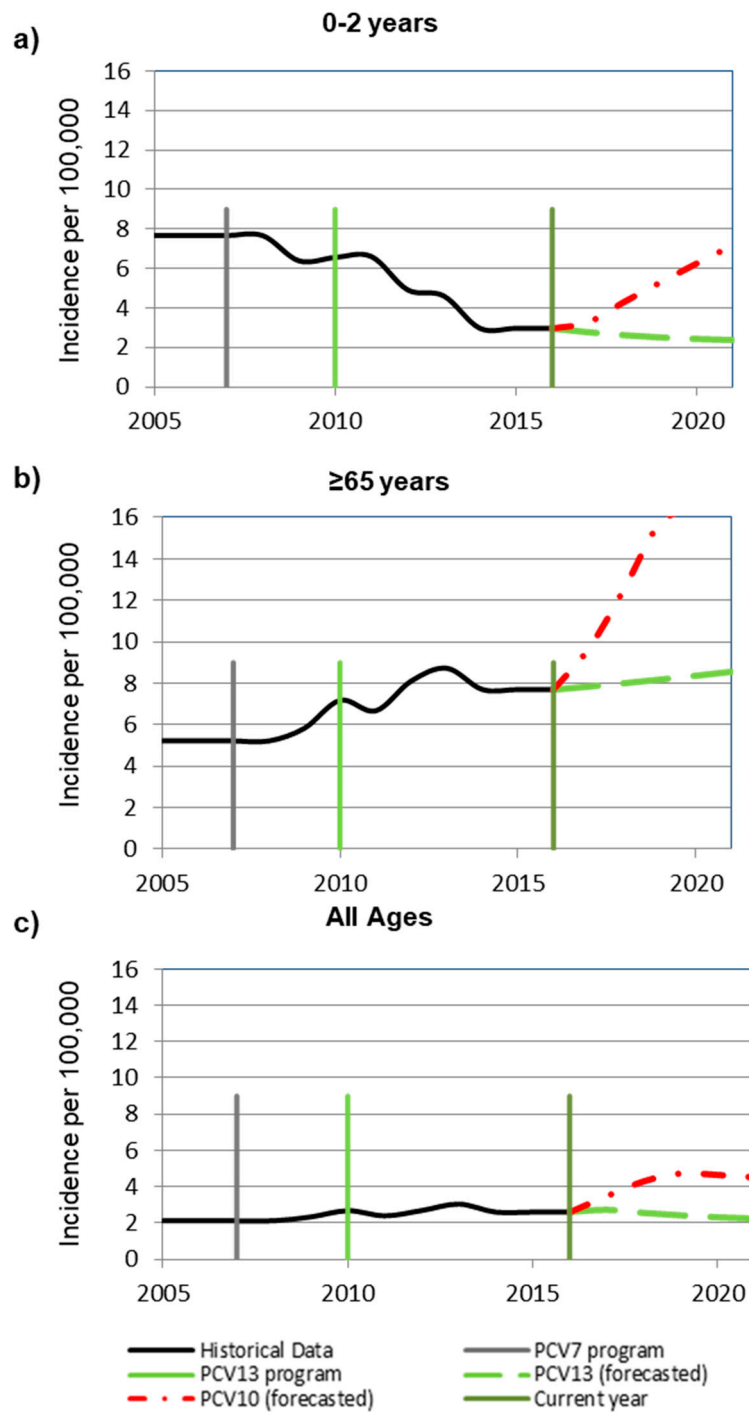 a)
0-2 years
Incidence per 100,000
16
14
12
10
8
6
4
2
0
2005 2010 2015 2020
b)
≥65 years
Incidence per 100,000
16
14
12
10
8
6
4
2
0
2005 2010 2015 2020
c)
All Ages
Incidence per 100,000
16
14
12
10
8
6
4
2
0
2005 2010 2015 2020
Historical Data PCV7 program
PCV13 program PCV13 (forecasted)
PCV10 (forecasted) Current year